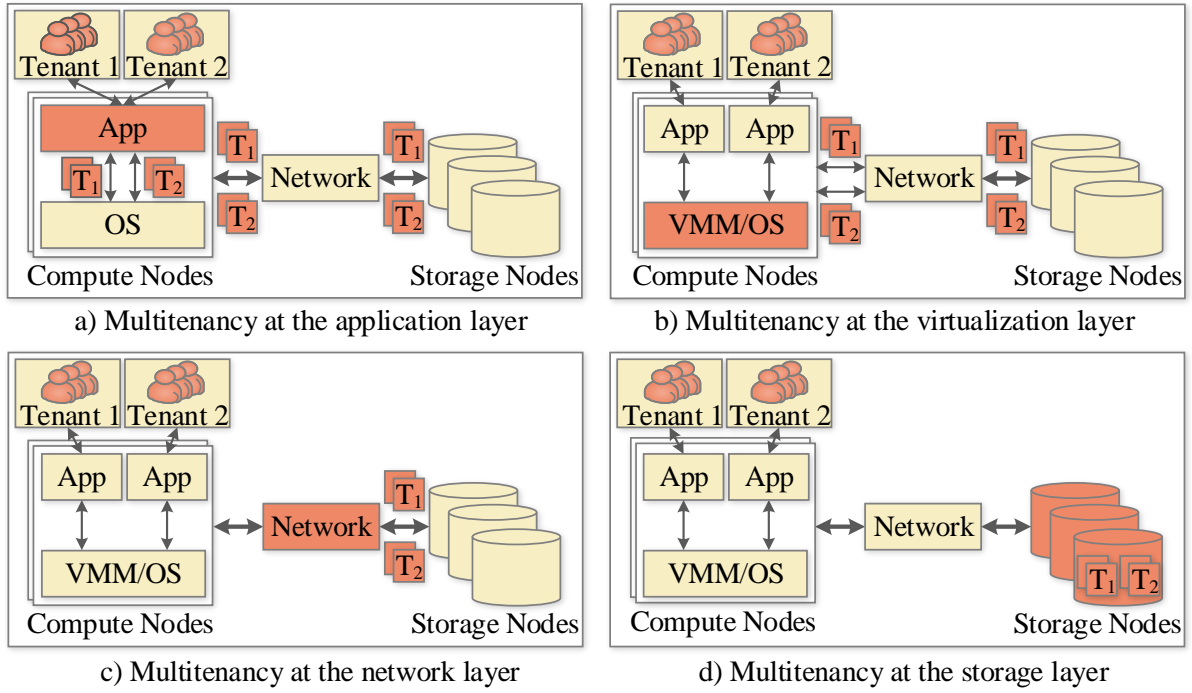 Tenant 1 Tenant 2
App
T1 T2
OS
Compute Nodes
T1
T2
Network
T1
T2
Storage Nodes
a) Multitenancy at the application layer
Tenant 1 Tenant 2
App App
VMM/OS
Compute Nodes
T1
T2
Network
T1
T2
Storage Nodes
b) Multitenancy at the virtualization layer
Tenant 1 Tenant 2
App App
VMM/OS
Compute Nodes
Network
T1
T2
Storage Nodes
c) Multitenancy at the network layer
Tenant 1 Tenant 2
App App
VMM/OS
Compute Nodes
Network
T1 T2
Storage Nodes
d) Multitenancy at the storage layer